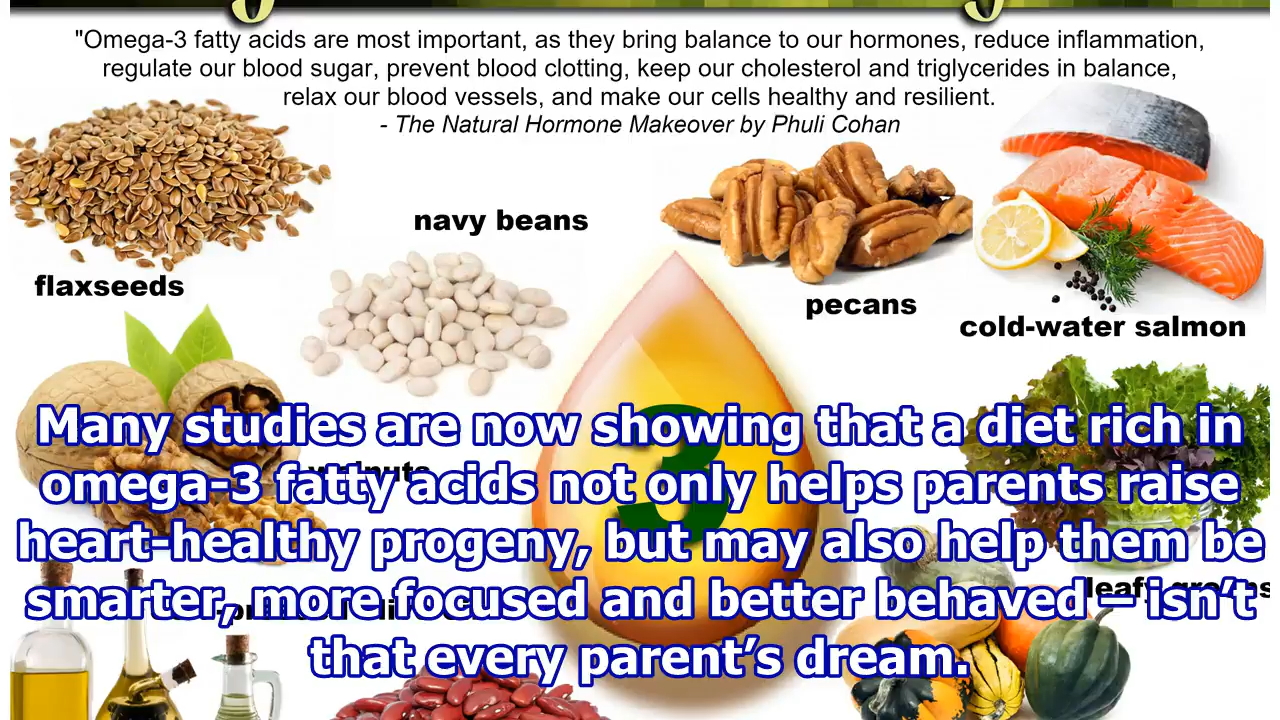 "Omega-3 fatty acids are most important, as they bring balance to our hormones, reduce inflammation,
regulate our blood sugar, prevent blood clotting, keep our cholesterol and triglycerides in balance,
relax our blood vessels, and make our cells healthy and resilient.
- The Natural Hormone Makeover by Phuli Cohan
navy beans
flaxseeds
pecans
cold-water salmon
3
Many studies are now showing that a diet rich in
walnuts
omega-3 fatty acids not only helps parents raise
heart-healthy progeny, but may also help them be
leafy greens
smarter, more focused and better behaved – isn't
that every parent's dream.